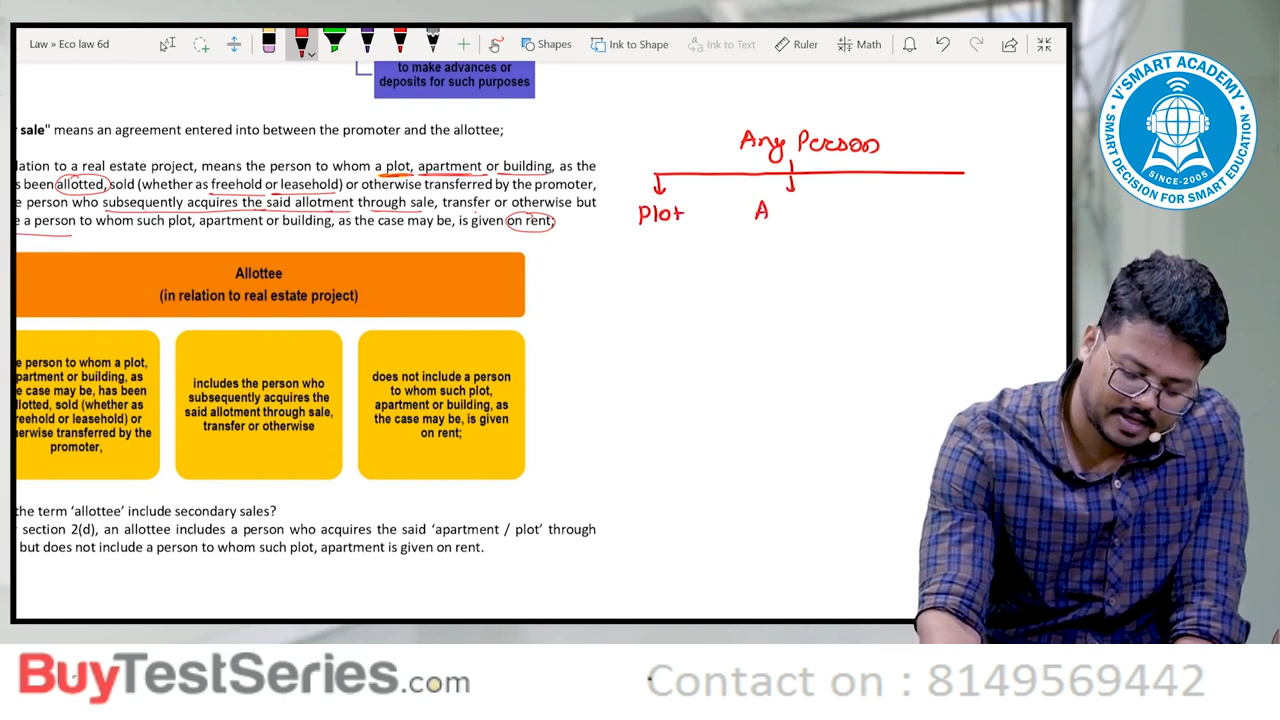 Law » Eco law 6d
Shapes
Ink to Shape
Ink to Text
Ruler
Math
to make advances or
deposits for such purposes
sale" means an agreement entered into between the promoter and the allottee;
lation to a real estate project, means the person to whom a plot, apartment or building, as the
s been allotted, sold (whether as freehold or leasehold) or otherwise transferred by the promoter,
e person who subsequently acquires the said allotment through sale, transfer or otherwise but
e a person to whom such plot, apartment or building, as the case may be, is given on rent;
Any Person
Plot
A
Allottee
(in relation to real estate project)
e person to whom a plot,
partment or building, as
e case may be, has been
llotted, sold (whether as
reehold or leasehold) or
herwise transferred by the
promoter,
includes the person who
subsequently acquires the
said allotment through sale,
transfer or otherwise
does not include a person
to whom such plot,
apartment or building, as
the case may be, is given
on rent;
the term 'allottee' include secondary sales?
section 2(d), an allottee includes a person who acquires the said 'apartment / plot' through
but does not include a person to whom such plot, apartment is given on rent.
V'SMART ACADEMY
SINCE-2005
SMART DECISION FOR SMART EDUCATION
BuyTestSeries.com
Contact on : 8149569442